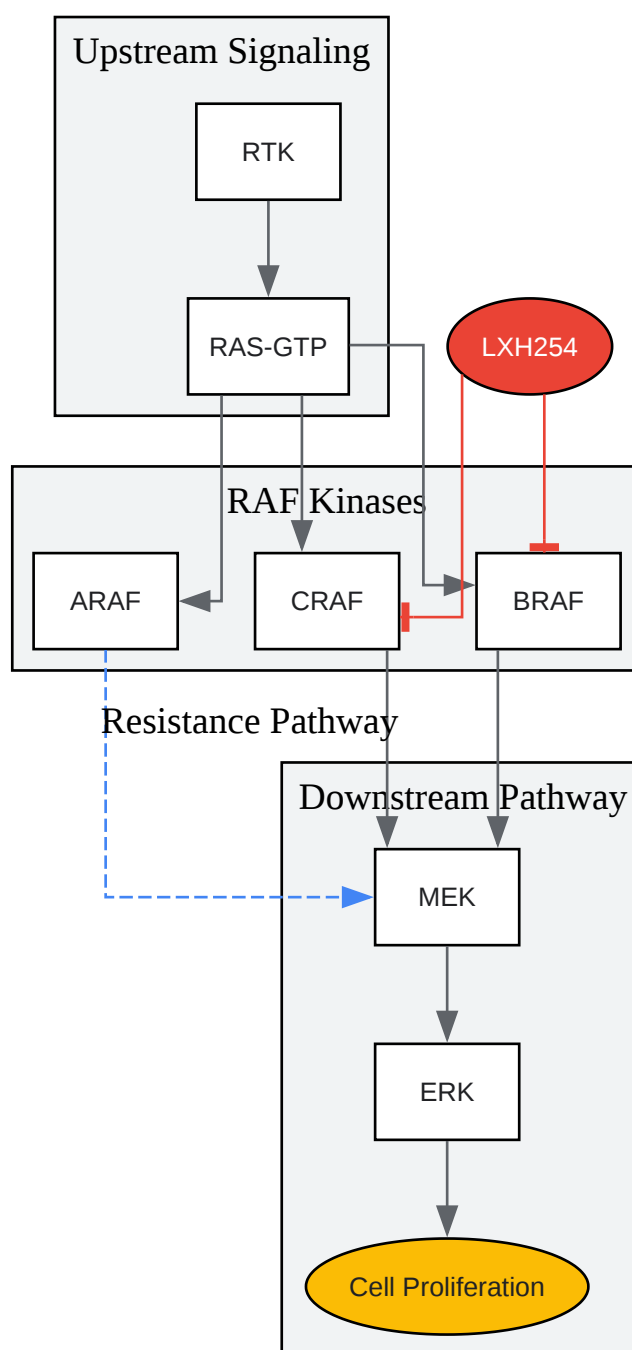 Upstream Signaling
RTK
RAS-GTP
LXH254
RAF Kinases
ARAF
CRAF
BRAF
Resistance Pathway
Downstream Pathway
MEK
ERK
Cell Proliferation